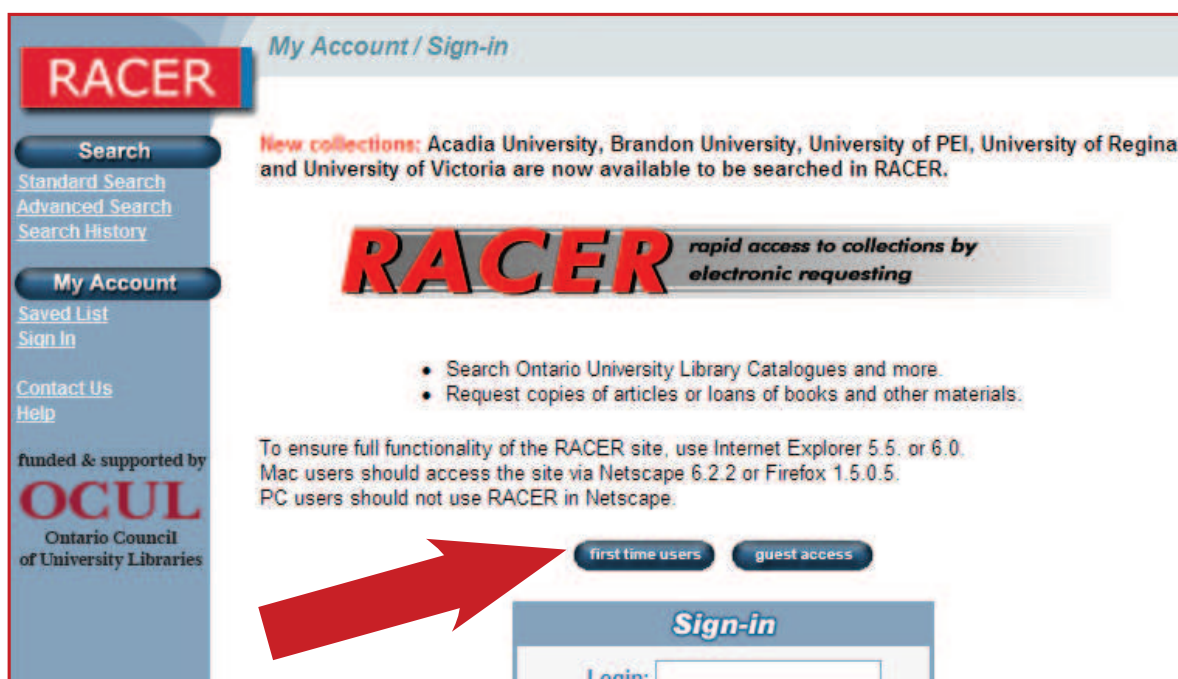 My Account / Sign-in
RACER
Search
Standard Search
Advanced Search
Search History
My Account
Saved List
Sign In
Contact Us
Help
funded & supported by
OCUL
Ontario Council
of University Libraries
New collections: Acadia University, Brandon University, University of PEI, University of Regina
and University of Victoria are now available to be searched in RACER.
RACER rapid access to collections by
electronic requesting
• Search Ontario University Library Catalogues and more.
• Request copies of articles or loans of books and other materials.
To ensure full functionality of the RACER site, use Internet Explorer 5.5. or 6.0.
Mac users should access the site via Netscape 6.2.2 or Firefox 1.5.0.5.
PC users should not use RACER in Netscape.
first time users guest access
Sign-in
Login: